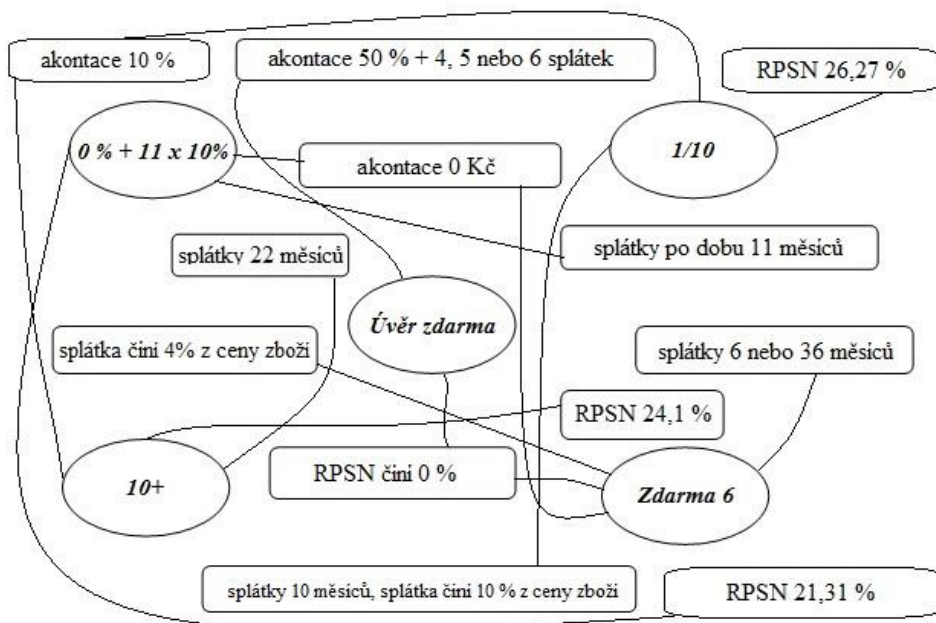 akontace 10 %
akontace 50 % + 4, 5 nebo 6 splátek
RPSN 26,27 %
0 % + 11 x 10%
akontace 0 Kč
1/10
splátky 22 měsíců
splátky po dobu 11 měsíců
Úvěr zdarma
splátka činí 4% z ceny zboží
splátky 6 nebo 36 měsíců
RPSN 24,1 %
10+
RPSN činí 0 %
Zdarma 6
splátky 10 měsíců, splátka činí 10 % z ceny zboží
RPSN 21,31 %